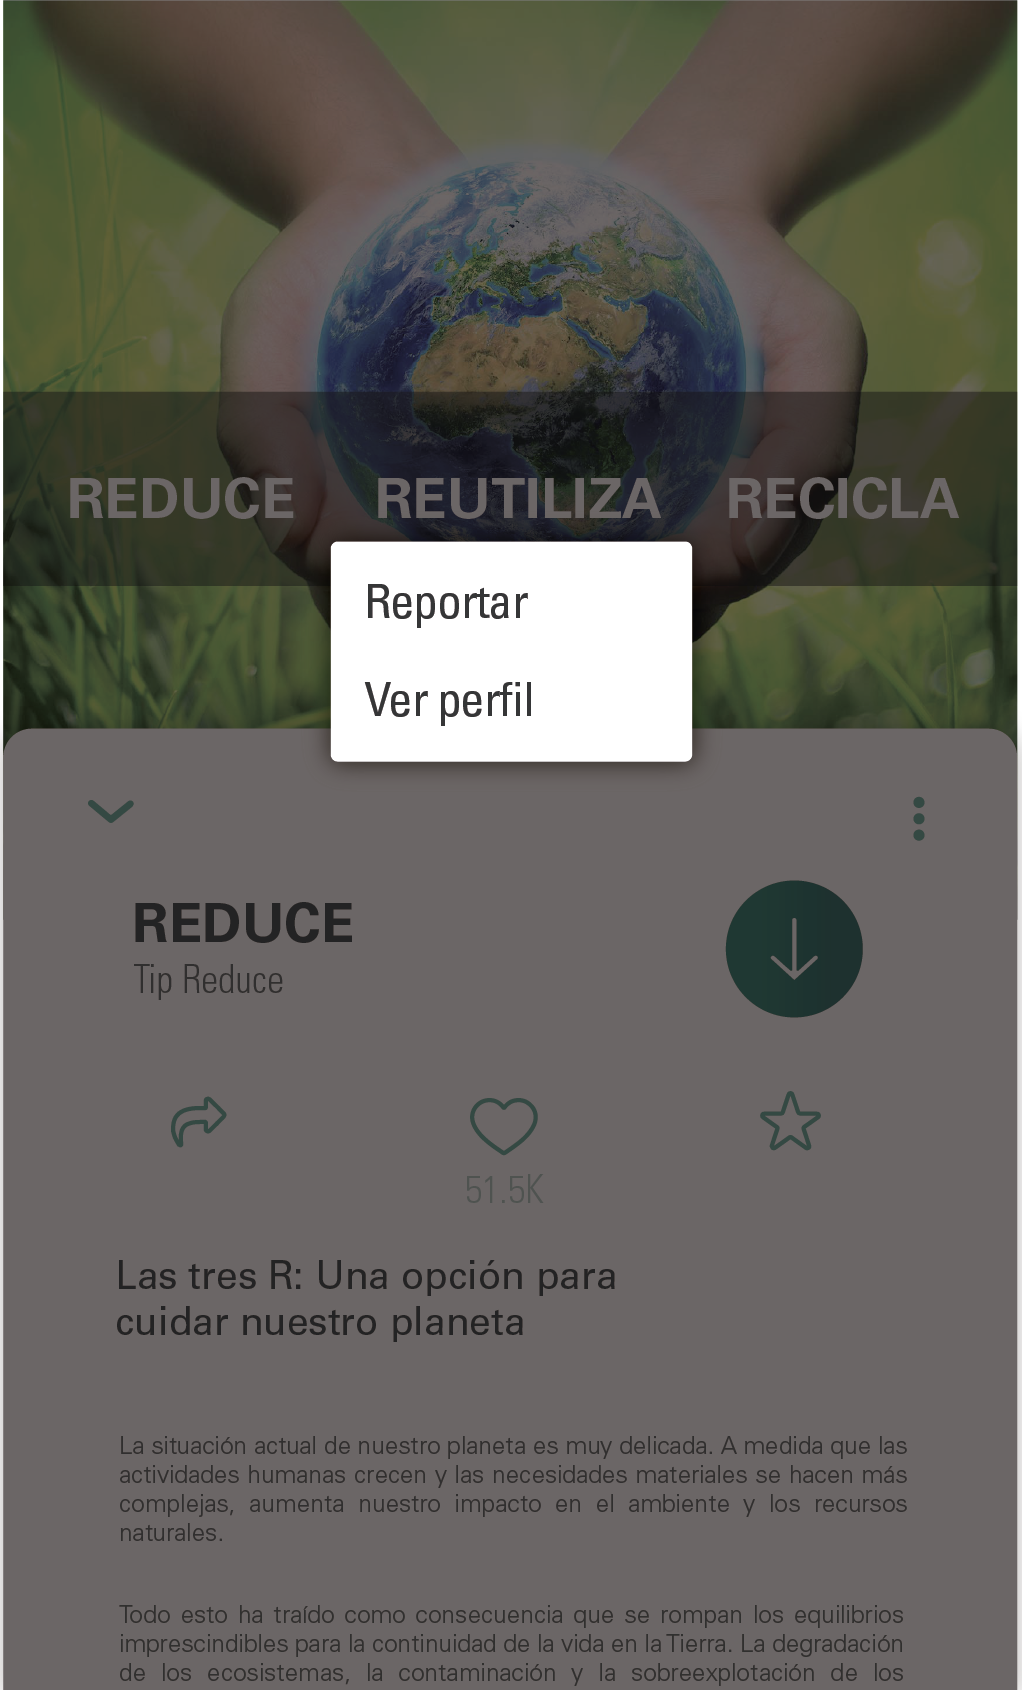 REDUCE REUTILIZA RECICLA
Reportar
Ver perfil
REDUCE
Tip Reduce
51.5K
Las tres R: Una opción para
cuidar nuestro planeta
La situación actual de nuestro planeta es muy delicada. A medida que las
actividades humanas crecen y las necesidades materiales se hacen más
complejas, aumenta nuestro impacto en el ambiente y los recursos
naturales.
Todo esto ha traído como consecuencia que se rompan los equilibrios
imprescindibles para la continuidad de la vida en la Tierra. La degradación
de los ecosistemas, la contaminación y la sobreexplotación de los